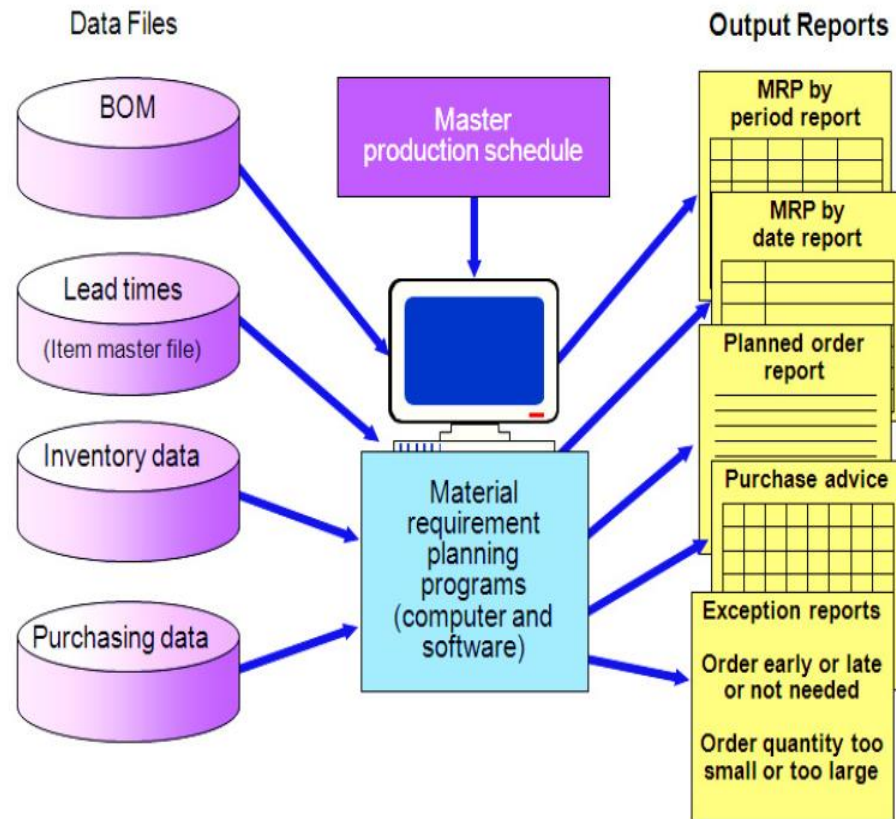 Data Files
BOM
Lead times
(Item master file)
Inventory data
Purchasing data
Master
production schedule
Material
requirement
planning
programs
(computer and
software)
Output Reports
MRP by
period report
MRP by
date report
Planned order
report
Purchase advice
Exception reports
Order early or late
or not needed
Order quantity too
small or too large